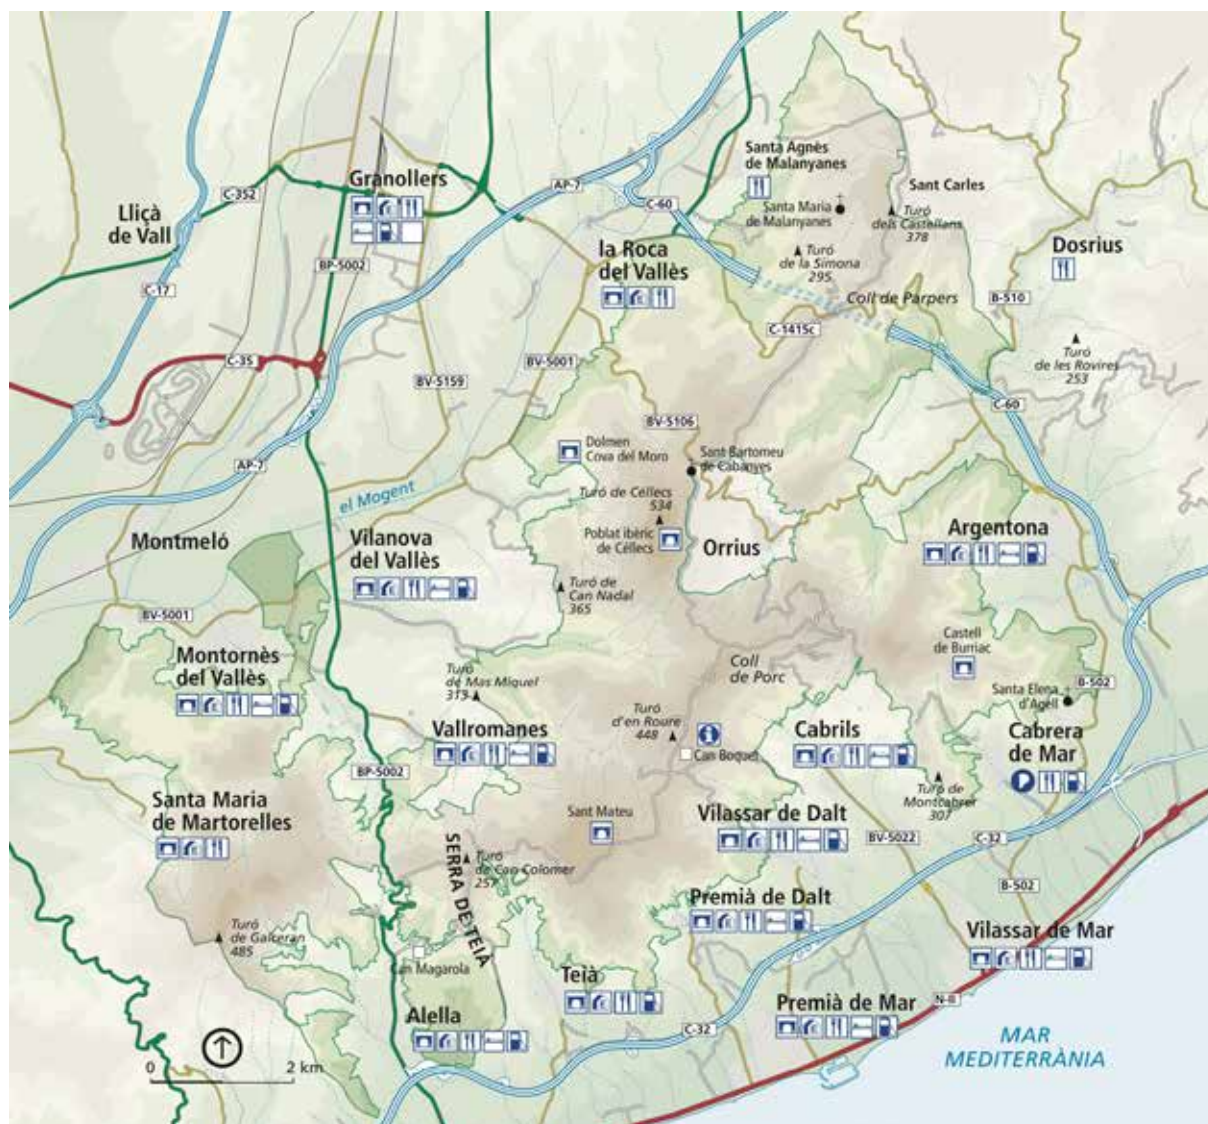 Santa Agnès
de Malanyanes
Granollers
C-352
AP-7
C-60
Sant Carles
Santa Maria
de Malanyanes
Turó
dels Castellans
378
Lliçà
de Vall
la Roca
del Vallès
Turó
de la Simona
295
Dosrius
BP-5002
C-17
Coll de Parpers
B-510
C-1415c
Turó
de les Rovires
253
C-35
BV-5001
BV-5159
C-60
BV-5106
Dolmen
Cova del Moro
Sant Bartomeu
de Cabanyes
AP-7
el Mogent
Turó de Céllecs
534
Montmeló
Vilanova
del Vallès
Poblat ibèric
de Céllecs
Orrius
Argentona
Turó de
Can Nadal
365
BV-5001
Montornès
del Vallès
Turó
de Mas Miquel
313
Coll
de Porc
Castell
de Burriac
B-502
Santa Elena
d'Agell
Vallromanes
Turó
d'en Roure
448
Can Boquet
Cabrils
Cabrera
de Mar
BP-5002
Turó de
Montcabrer
307
Santa Maria
de Martorelles
Sant Mateu
Vilassar de Dalt
BV-5022
C-32
SERRA DE TEIÀ
Turó
de Can Colomer
257
B-502
Premià de Dalt
Turó
de Galceran
485
Vilassar de Mar
Can Magarola
Teià
Premià de Mar
N-II
Alella
C-32
MAR
MEDITERRÀNIA
0 2 km